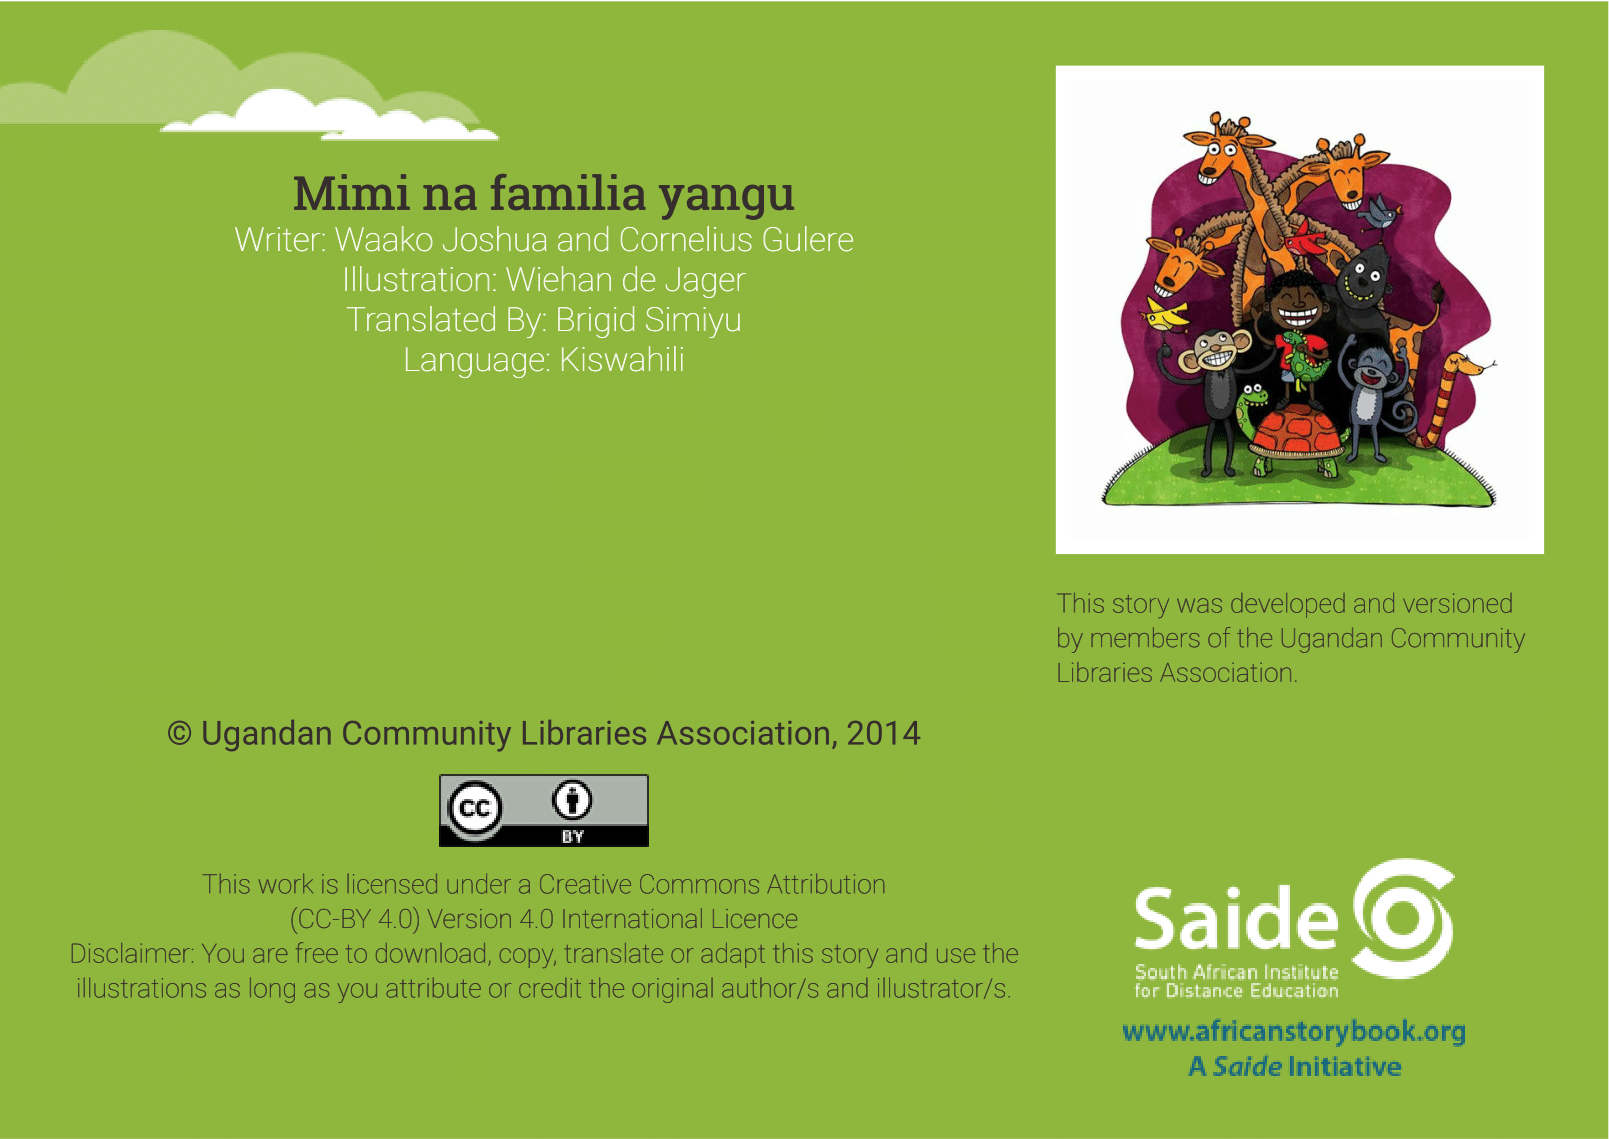 Mimi na familia yangu
Writer: Waako Joshua and Cornelius Gulere
Illustration: Wiehan de Jager
Translated By: Brigid Simiyu
Language: Kiswahili
This story was developed and versioned
by members of the Ugandan Community
Libraries Association.
© Ugandan Community Libraries Association, 2014
cc
BY
This work is licensed under a Creative Commons Attribution
(CC-BY 4.0) Version 4.0 International Licence
Disclaimer: You are free to download, copy, translate or adapt this story and use the
illustrations as long as you attribute or credit the original author/s and illustrator/s.
Saide
South African Institute
for Distance Education
www.africanstorybook.org
A Saide Initiative